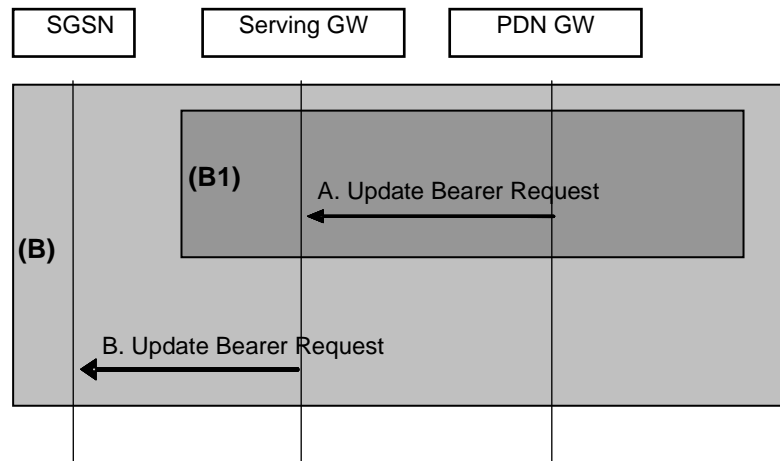 SGSN
Serving GW
PDN GW
(B1)
A. Update Bearer Request
(B)
B. Update Bearer Request